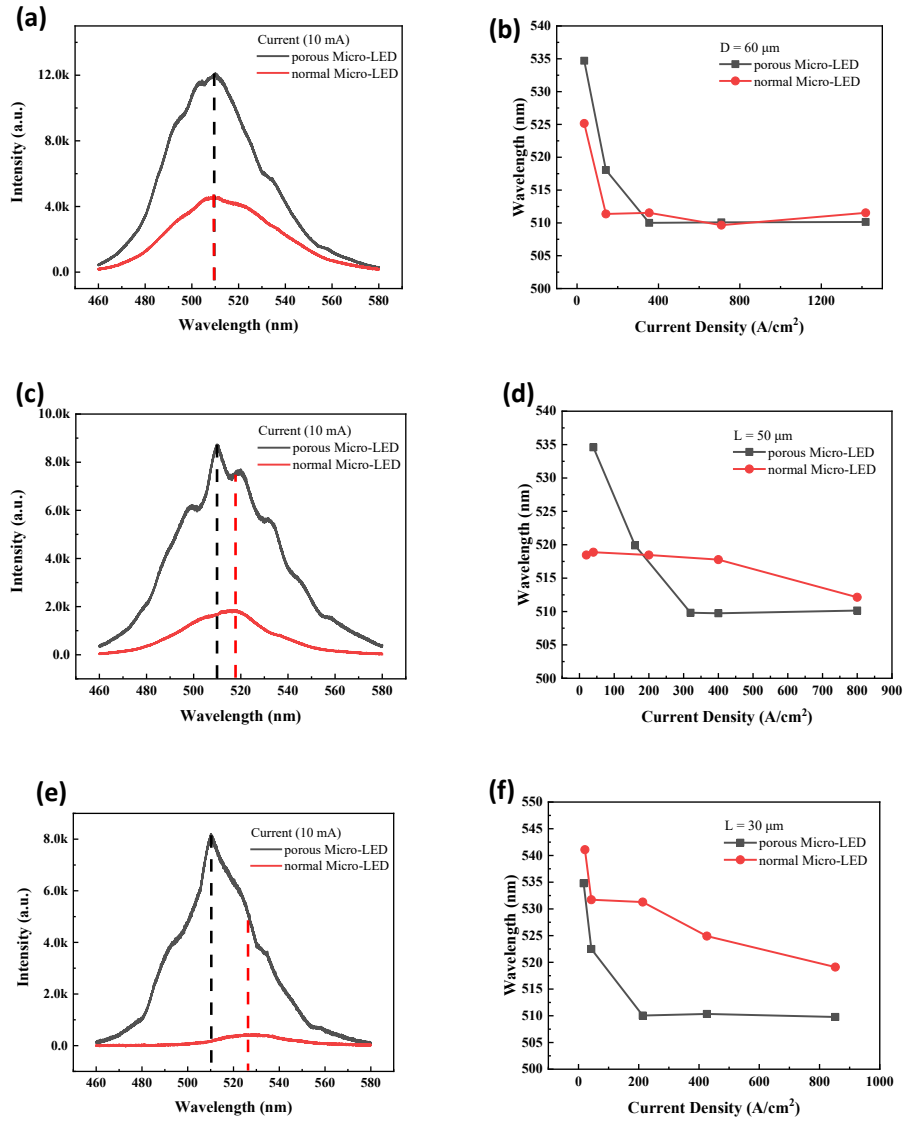 (a)
Current (10 mA)
porous Micro-LED
normal Micro-LED
Intensity (a.u.)
12.0k
8.0k
4.0k
0.0
460 480 500 520 540 560 580
Wavelength (nm)
(b)
D = 60 μm
porous Micro-LED
normal Micro-LED
Wavelength (nm)
540
535
530
525
520
515
510
505
500
0 400 800 1200
Current Density (A/cm²)
(c)
Current (10 mA)
porous Micro-LED
normal Micro-LED
Intensity (a.u.)
10.0k
8.0k
6.0k
4.0k
2.0k
0.0
460 480 500 520 540 560 580
Wavelength (nm)
(d)
L = 50 μm
porous Micro-LED
normal Micro-LED
Wavelength (nm)
540
535
530
525
520
515
510
505
500
0 100 200 300 400 500 600 700 800 900
Current Density (A/cm²)
(e)
Current (10 mA)
porous Micro-LED
normal Micro-LED
Intensity (a.u.)
8.0k
6.0k
4.0k
2.0k
0.0
460 480 500 520 540 560 580
Wavelength (nm)
(f)
L = 30 μm
porous Micro-LED
normal Micro-LED
Wavelength (nm)
550
545
540
535
530
525
520
515
510
505
500
0 200 400 600 800 1000
Current Density (A/cm²)